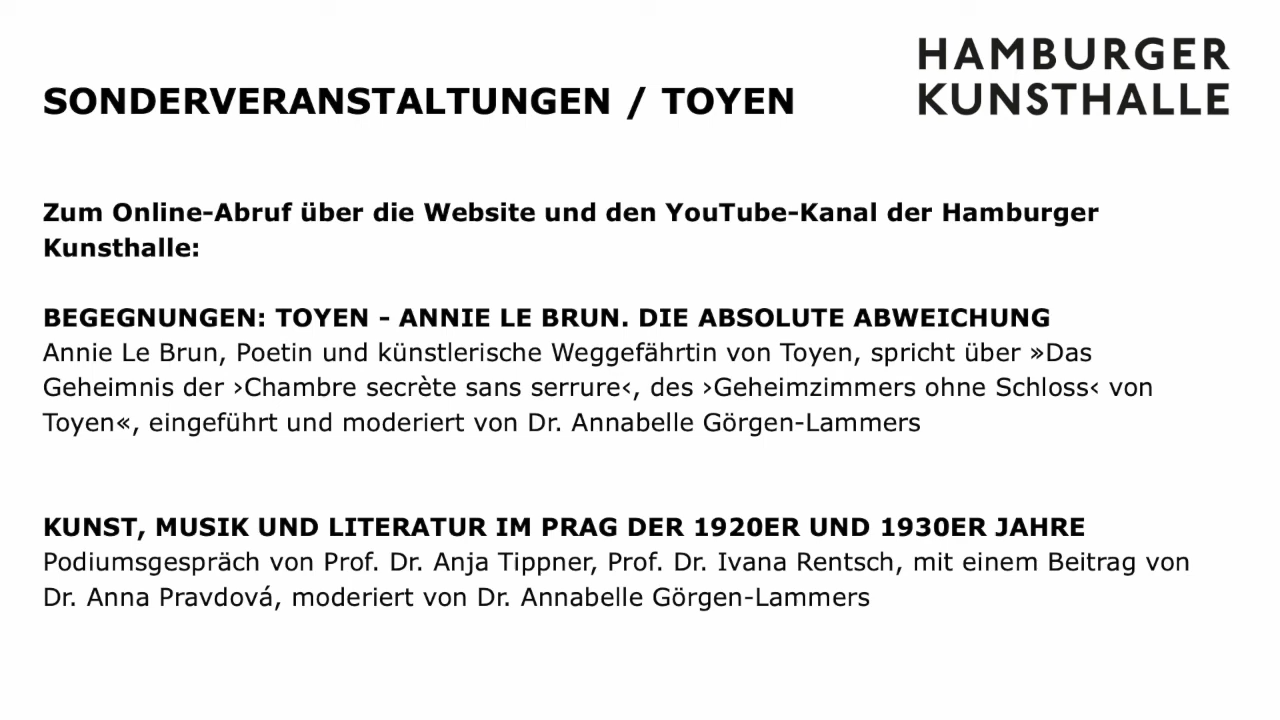 HAMBURGER
KUNSTHALLE
SONDERVERANSTALTUNGEN / TOYEN
Zum Online-Abruf über die Website und den YouTube-Kanal der Hamburger
Kunsthalle:
BEGEGNUNGEN: TOYEN - ANNIE LE BRUN. DIE ABSOLUTE ABWEICHUNG
Annie Le Brun, Poetin und künstlerische Weggefährtin von Toyen, spricht über »Das
Geheimnis der ›Chambre secrète sans serrure‹, des ›Geheimzimmers ohne Schloss‹ von
Toyen«, eingeführt und moderiert von Dr. Annabelle Görgen-Lammers
KUNST, MUSIK UND LITERATUR IM PRAG DER 1920ER UND 1930ER JAHRE
Podiumsgespräch von Prof. Dr. Anja Tippner, Prof. Dr. Ivana Rentsch, mit einem Beitrag von
Dr. Anna Pravdová, moderiert von Dr. Annabelle Görgen-Lammers